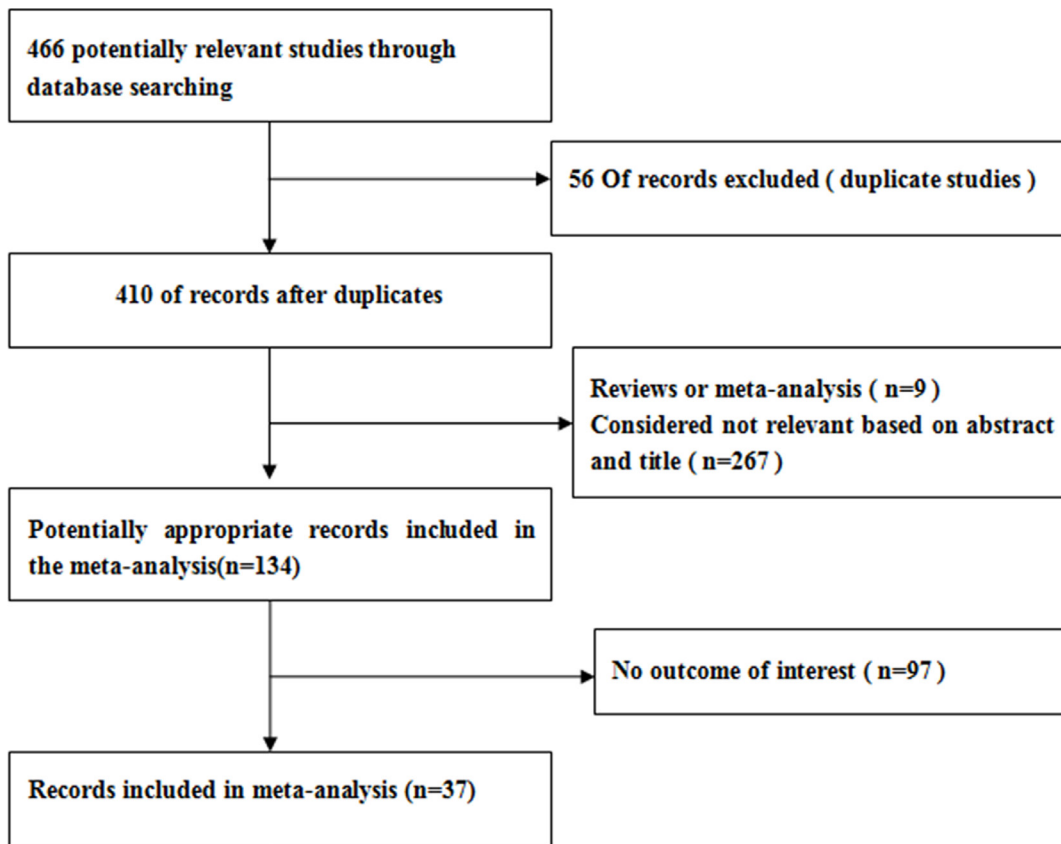 466 potentially relevant studies through
database searching
56 Of records excluded ( duplicate studies )
410 of records after duplicates
Reviews or meta-analysis ( n=9 )
Considered not relevant based on abstract
and title ( n=267 )
Potentially appropriate records included in
the meta-analysis(n=134)
No outcome of interest ( n=97 )
Records included in meta-analysis (n=37)